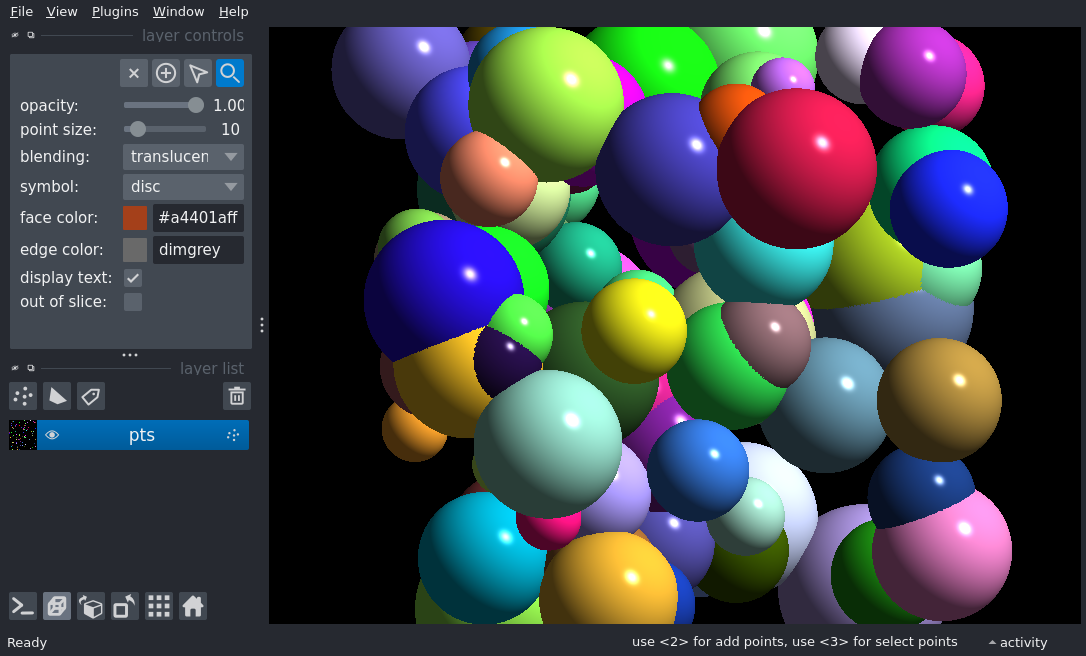 File View Plugins Window Help
layer controls
opacity: 1.00
point size: 10
blending: translucen
symbol: disc
face color: #a4401aff
edge color: dimgrey
display text:
out of slice:
layer list
pts
Ready use <2> for add points, use <3> for select points activity